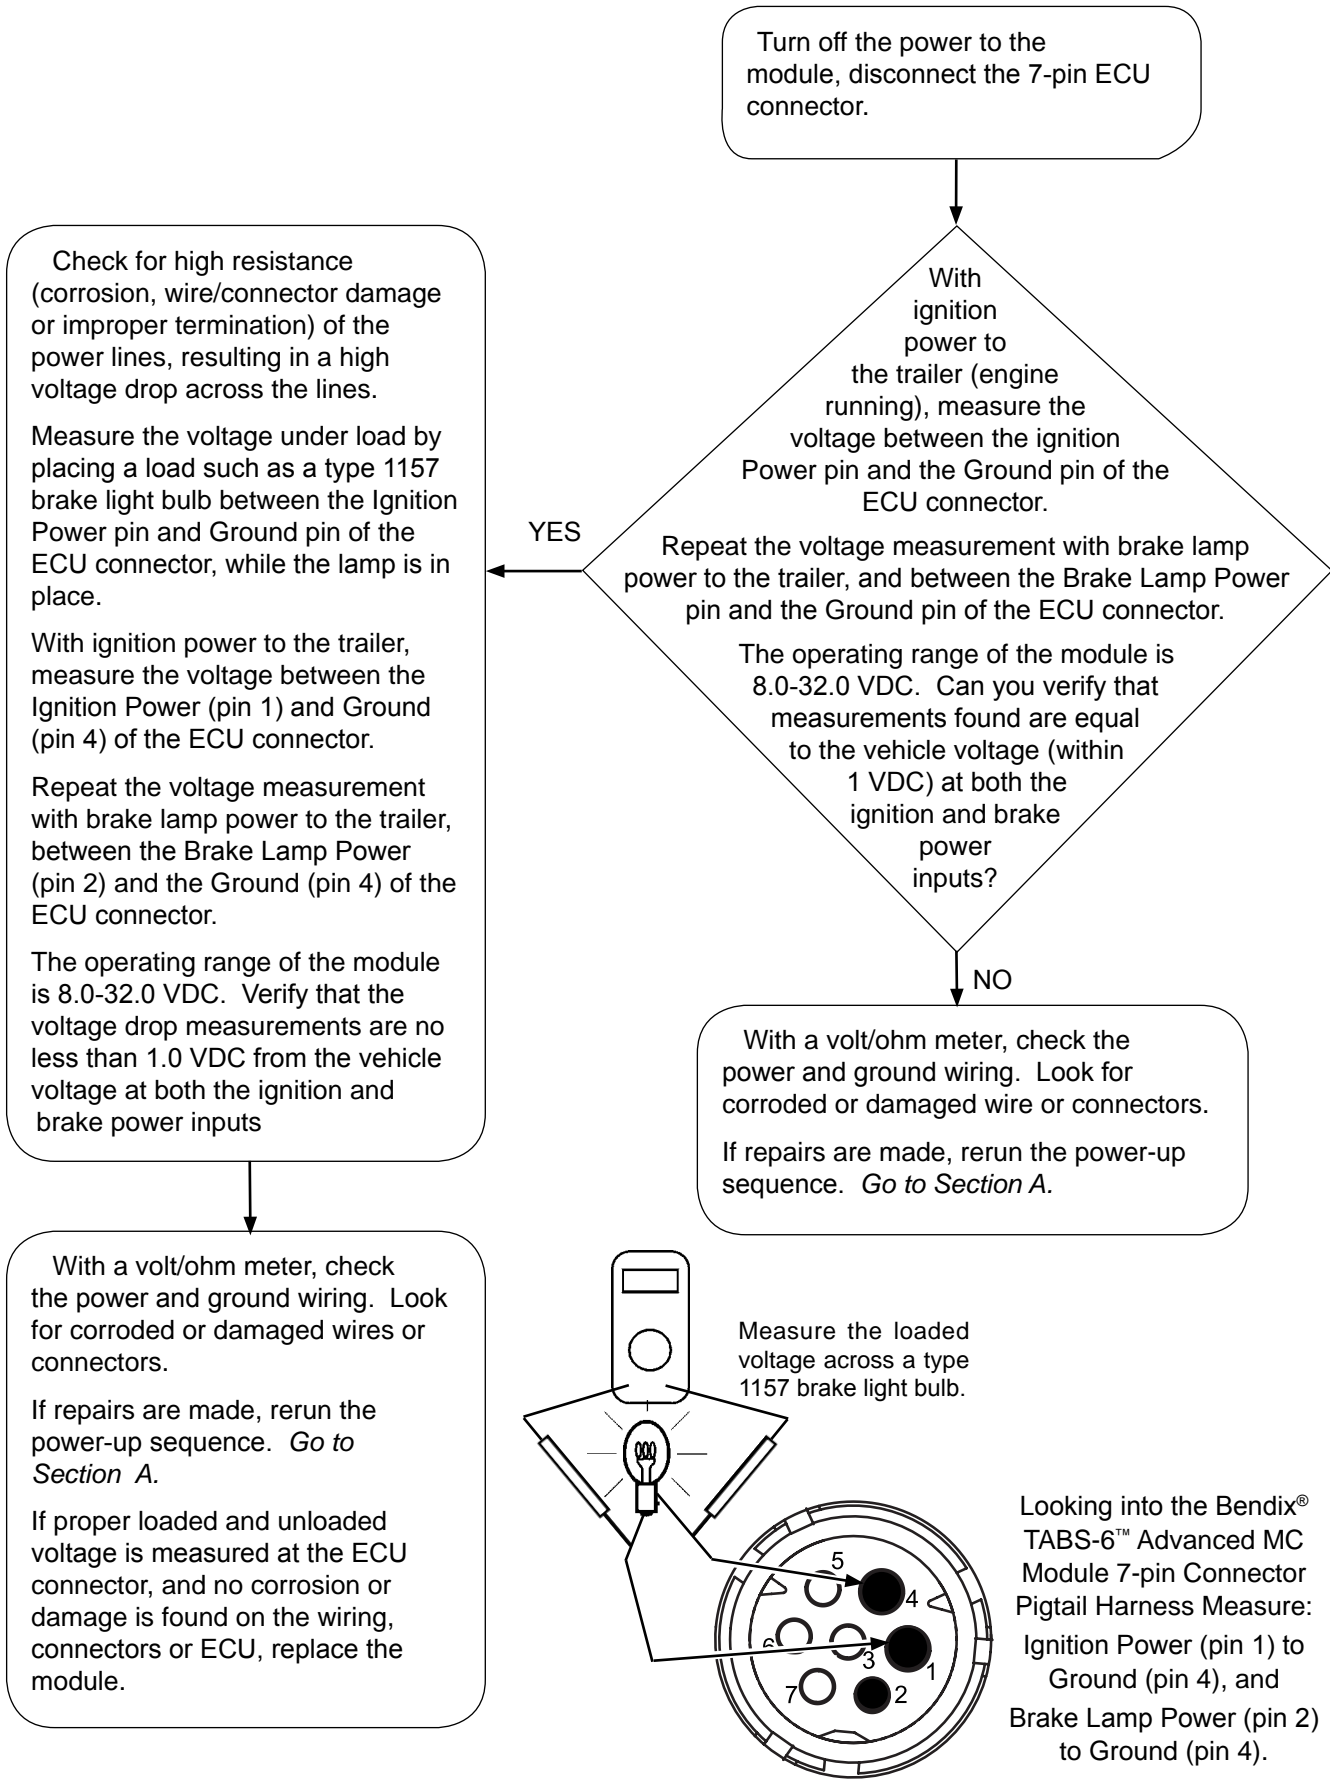 Turn off the power to the
module, disconnect the 7-pin ECU
connector.
With
ignition
power to
the trailer (engine
running), measure the
voltage between the ignition
Power pin and the Ground pin of the
ECU connector.
Repeat the voltage measurement with brake lamp
power to the trailer, and between the Brake Lamp Power
pin and the Ground pin of the ECU connector.
The operating range of the module is
8.0-32.0 VDC. Can you verify that
measurements found are equal
to the vehicle voltage (within
1 VDC) at both the
ignition and brake
power
inputs?
YES
Check for high resistance
(corrosion, wire/connector damage
or improper termination) of the
power lines, resulting in a high
voltage drop across the lines.
Measure the voltage under load by
placing a load such as a type 1157
brake light bulb between the Ignition
Power pin and Ground pin of the
ECU connector, while the lamp is in
place.
With ignition power to the trailer,
measure the voltage between the
Ignition Power (pin 1) and Ground
(pin 4) of the ECU connector.
Repeat the voltage measurement
with brake lamp power to the trailer,
between the Brake Lamp Power
(pin 2) and the Ground (pin 4) of the
ECU connector.
The operating range of the module
is 8.0-32.0 VDC. Verify that the
voltage drop measurements are no
less than 1.0 VDC from the vehicle
voltage at both the ignition and
brake power inputs
NO
With a volt/ohm meter, check the
power and ground wiring. Look for
corroded or damaged wire or connectors.
If repairs are made, rerun the power-up
sequence. Go to Section A.
With a volt/ohm meter, check
the power and ground wiring. Look
for corroded or damaged wires or
connectors.
If repairs are made, rerun the
power-up sequence. Go to
Section A.
If proper loaded and unloaded
voltage is measured at the ECU
connector, and no corrosion or
damage is found on the wiring,
connectors or ECU, replace the
module.
Measure the loaded
voltage across a type
1157 brake light bulb.
5
4
6
3
1
7
2
Looking into the Bendix®
TABS-6™ Advanced MC
Module 7-pin Connector
Pigtail Harness Measure:
Ignition Power (pin 1) to
Ground (pin 4), and
Brake Lamp Power (pin 2)
to Ground (pin 4).